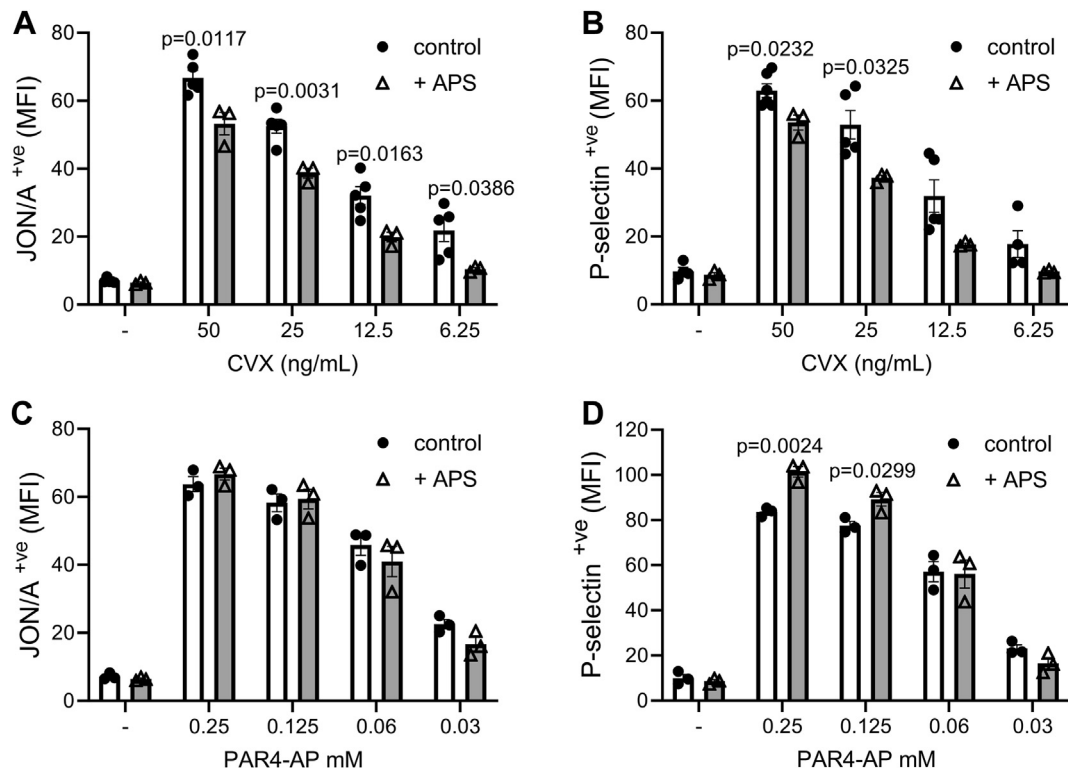 A
JON/A +ve (MFI)
80
60
40
20
0
p=0.0117
p=0.0031
p=0.0163
p=0.0386
control
+ APS
- 50 25 12.5 6.25
CVX (ng/mL)
B
P-selectin +ve (MFI)
80
60
40
20
0
p=0.0232
p=0.0325
control
+ APS
- 50 25 12.5 6.25
CVX (ng/mL)
C
JON/A +ve (MFI)
80
60
40
20
0
control
+ APS
- 0.25 0.125 0.06 0.03
PAR4-AP mM
D
P-selectin +ve (MFI)
120
100
80
60
40
20
0
p=0.0024
p=0.0299
control
+ APS
- 0.25 0.125 0.06 0.03
PAR4-AP mM